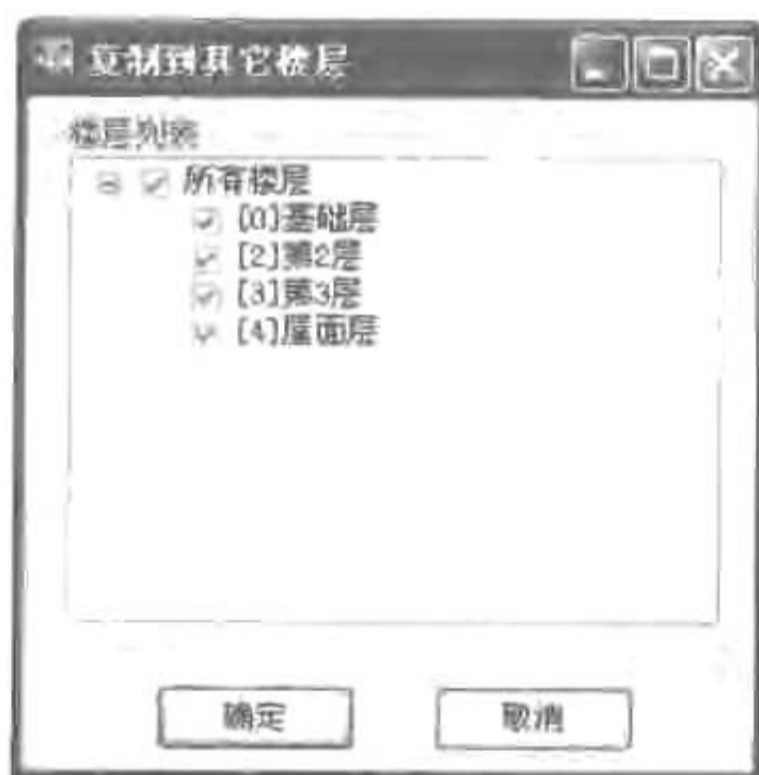 复制到其它楼层
楼层列表
所有楼层
[0]基础层
[2]第2层
[3]第3层
[4]屋面层
确定
取消